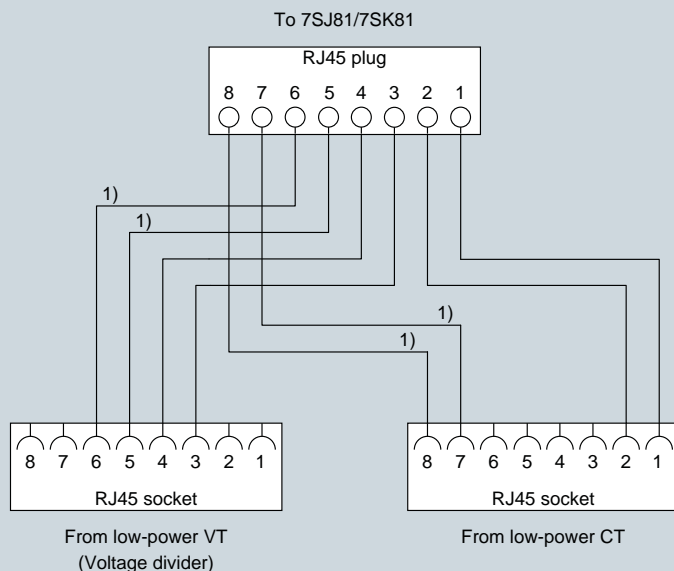 To 7SJ81/7SK81
RJ45 plug
8 7 6 5 4 3 2 1
1)
1)
1)
1)
8 7 6 5 4 3 2 1
RJ45 socket
From low-power VT
(Voltage divider)
8 7 6 5 4 3 2 1
RJ45 socket
From low-power CT